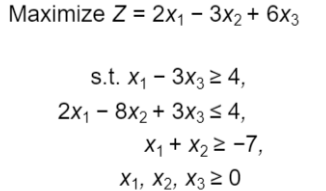 Maximize Z = 2x₁ − 3x₂ + 6x₃
s.t. x₁ − 3x₃ ≥ 4,
2x₁ − 8x₂ + 3x₃ ≤ 4,
x₁ + x₂ ≥ −7,
x₁, x₂, x₃ ≥ 0